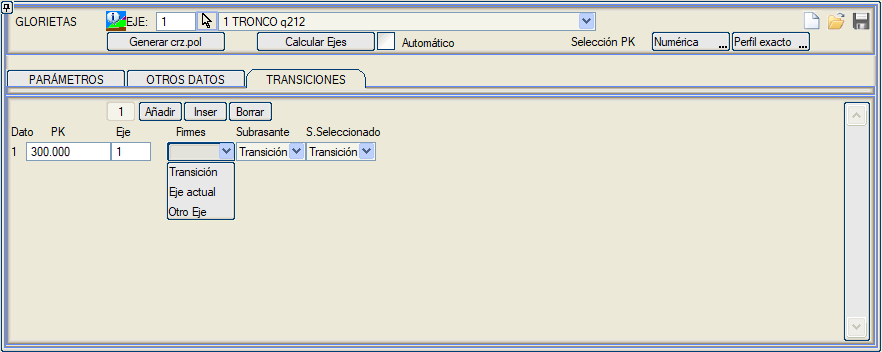 GLORIETAS EJE: 1 1 TRONCO q212
Generar crz.pol Calcular Ejes Automático Selección PK Numérica ... Perfil exacto ...
PARÁMETROS OTROS DATOS TRANSICIONES
1 Añadir Inser Borrar
Dato PK Eje Firmes Subrasante S.Seleccionado
1 300.000 1 Transición Transición
Transición
Eje actual
Otro Eje